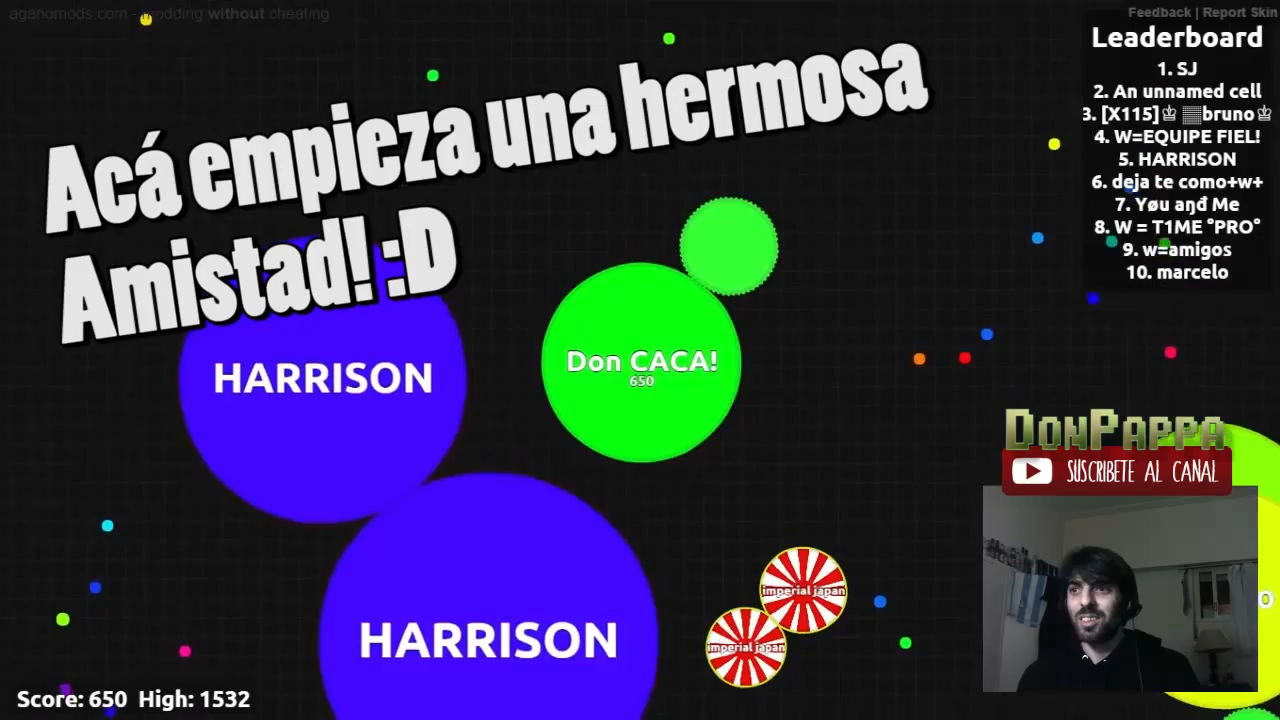 aganomods.com - modding without cheating
Feedback | Report Skin
Leaderboard
1. SJ
2. An unnamed cell
3. [X115]♔ ▒bruno♔
4. W=EQUIPE FIEL!
5. HARRISON
6. deja te como+w+
7. Yøu aηđ Me
8. W = T1ME °PRO°
9. w=amigos
10. marcelo
Acá empieza una hermosa
Amistad! :D
HARRISON
Don CACA!
650
HARRISON
imperial japan
imperial japan
DonPappa
SUSCRIBETE AL CANAL
Score: 650 High: 1532